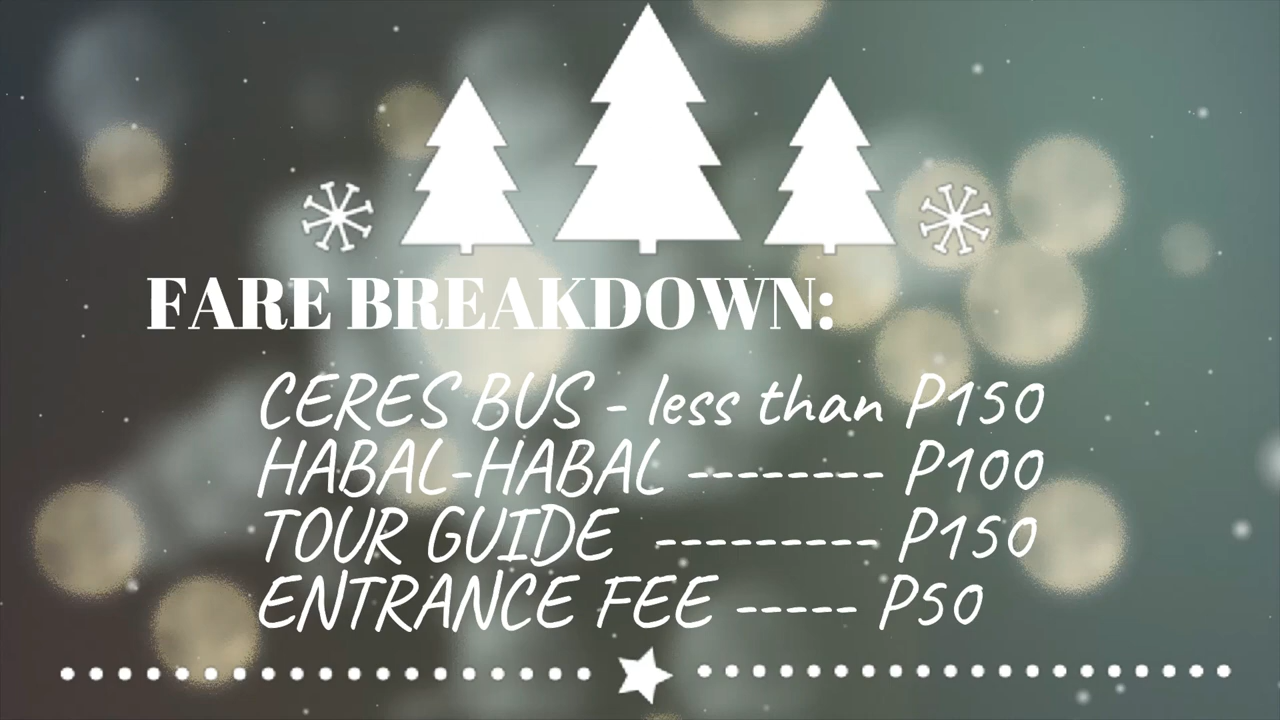 FARE BREAKDOWN:
CERES BUS - less than P150
HABAL-HABAL -------- P100
TOUR GUIDE --------- P150
ENTRANCE FEE ----- P50